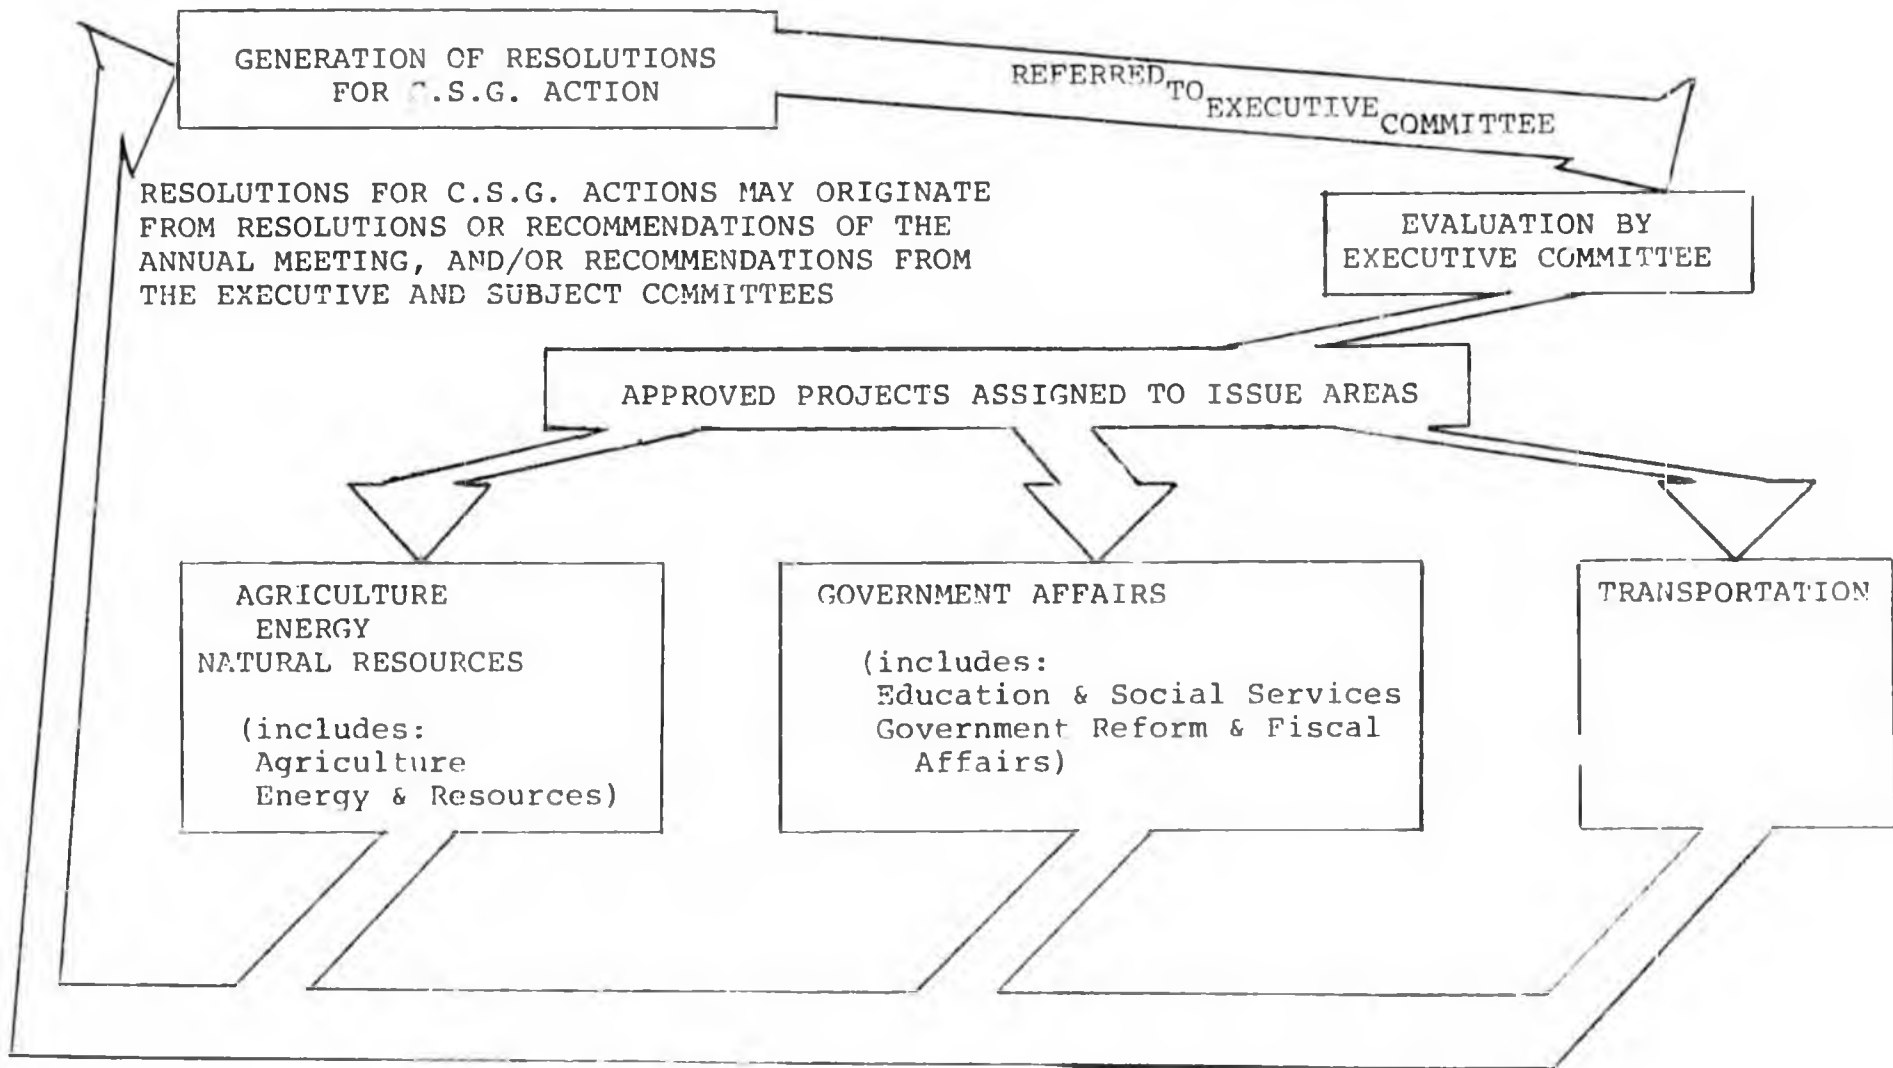 GENERATION OF RESOLUTIONS
FOR C.S.G. ACTION
REFERRED TO EXECUTIVE COMMITTEE
RESOLUTIONS FOR C.S.G. ACTIONS MAY ORIGINATE
FROM RESOLUTIONS OR RECOMMENDATIONS OF THE
ANNUAL MEETING, AND/OR RECOMMENDATIONS FROM
THE EXECUTIVE AND SUBJECT COMMITTEES
EVALUATION BY
EXECUTIVE COMMITTEE
APPROVED PROJECTS ASSIGNED TO ISSUE AREAS
AGRICULTURE
ENERGY
NATURAL RESOURCES
(includes:
Agriculture
Energy & Resources)
GOVERNMENT AFFAIRS
(includes:
Education & Social Services
Government Reform & Fiscal
Affairs)
TRANSPORTATION